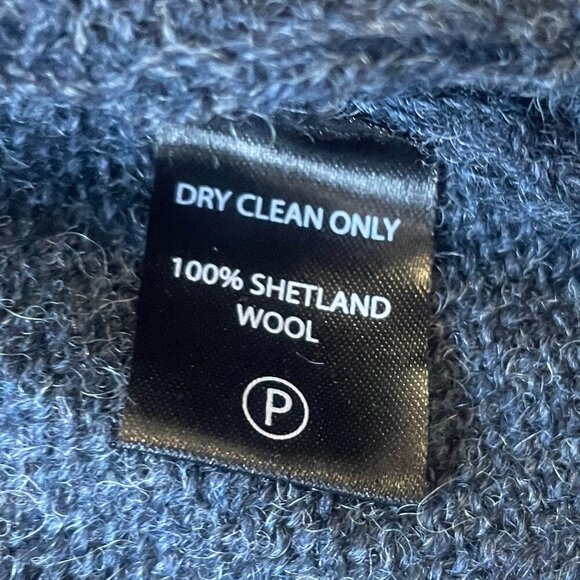 DRY CLEAN ONLY
100% SHETLAND
WOOL
P